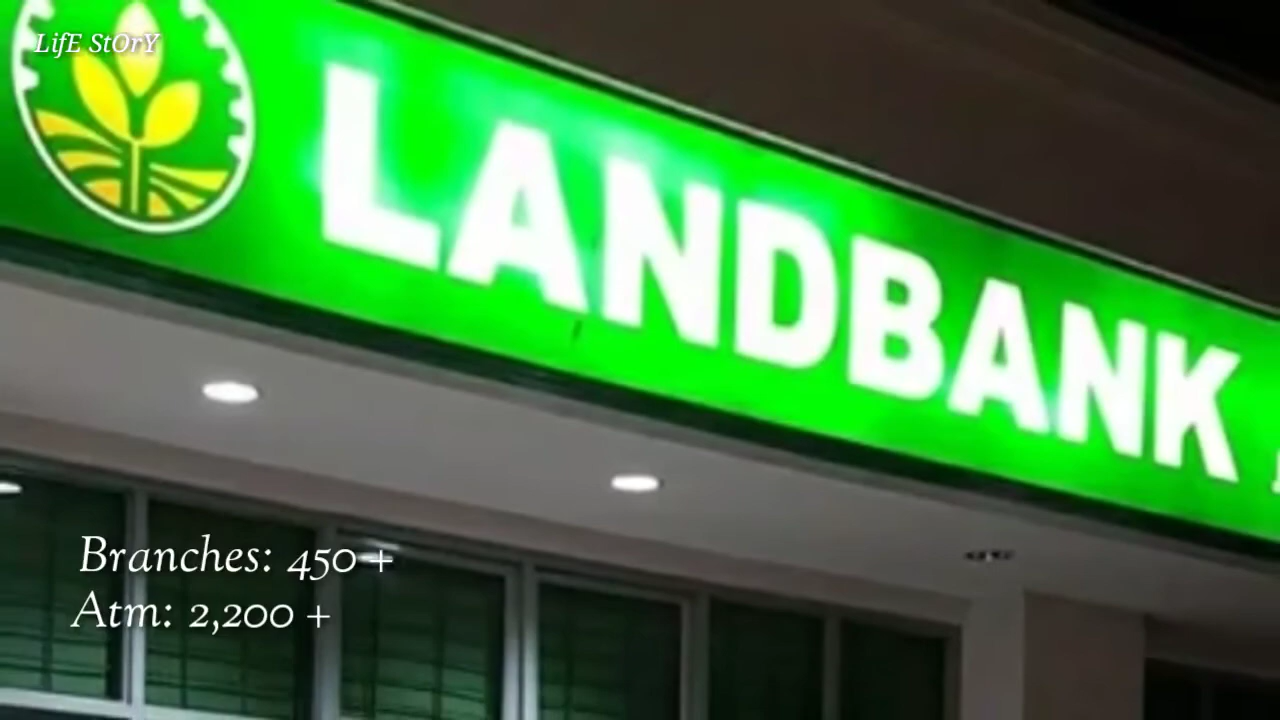 LifE StOrY
LANDBANK
Branches: 450 +
Atm: 2,200 +